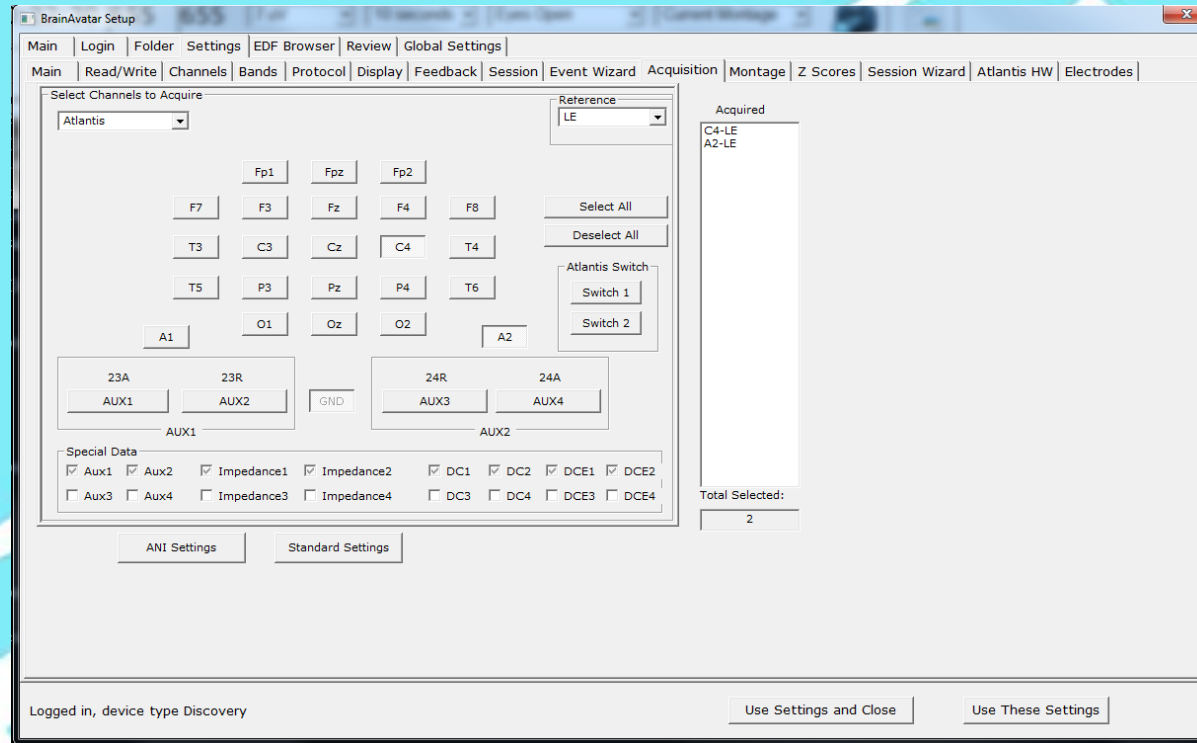 655
BrainAvatar Setup
Main Login Folder Settings EDF Browser Review Global Settings
Main Read/Write Channels Bands Protocol Display Feedback Session Event Wizard Acquisition Montage Z Scores Session Wizard Atlantis HW Electrodes
Select Channels to Acquire
Atlantis
Reference
LE
Acquired
C4-LE
A2-LE
Fp1 Fpz Fp2
F7 F3 Fz F4 F8
Select All
Deselect All
T3 C3 Cz C4 T4
Atlantis Switch
Switch 1
Switch 2
T5 P3 Pz P4 T6
O1 Oz O2
A1 A2
23A 23R 24R 24A
AUX1 AUX2 GND AUX3 AUX4
AUX1 AUX2
Special Data
Aux1 Aux2 Impedance1 Impedance2 DC1 DC2 DCE1 DCE2
Aux3 Aux4 Impedance3 Impedance4 DC3 DC4 DCE3 DCE4
Total Selected:
2
ANI Settings Standard Settings
Logged in, device type Discovery
Use Settings and Close Use These Settings